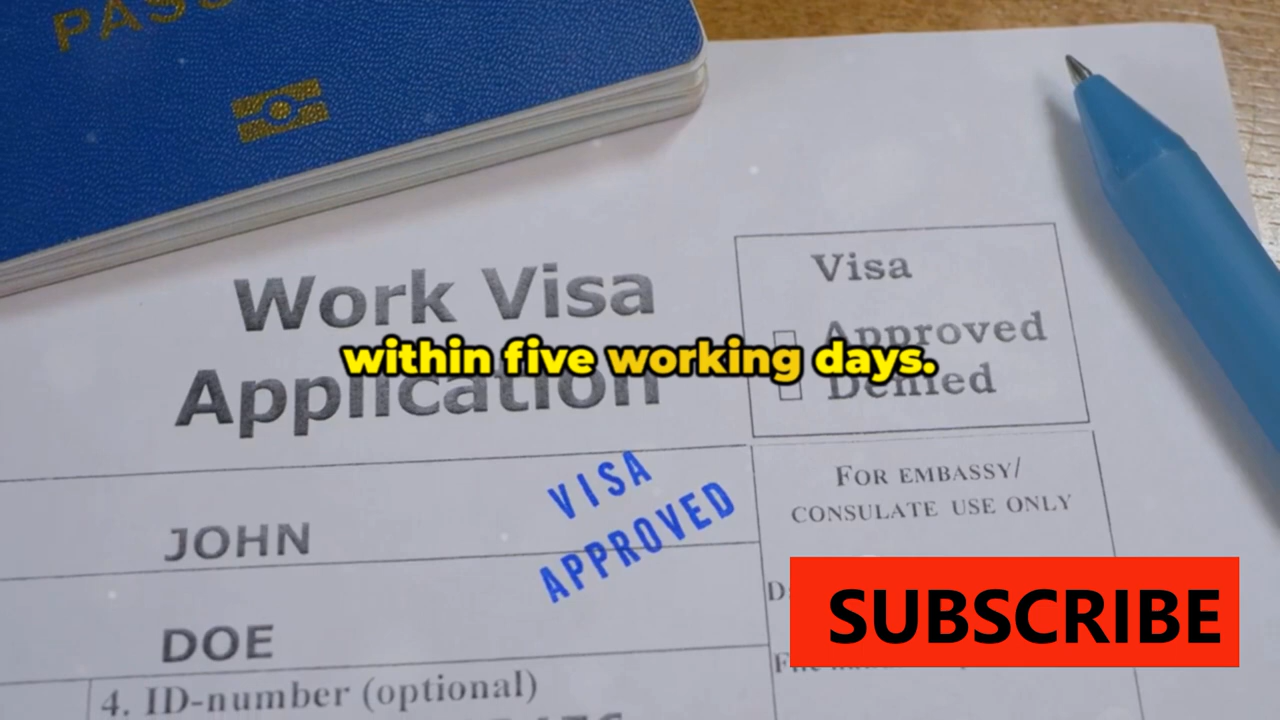 PASS
Work Visa
Application
within five working days.
Visa
Approved
Denied
VISA
APPROVED
FOR EMBASSY/
CONSULATE USE ONLY
JOHN
DOE
SUBSCRIBE
4. ID-number (optional)